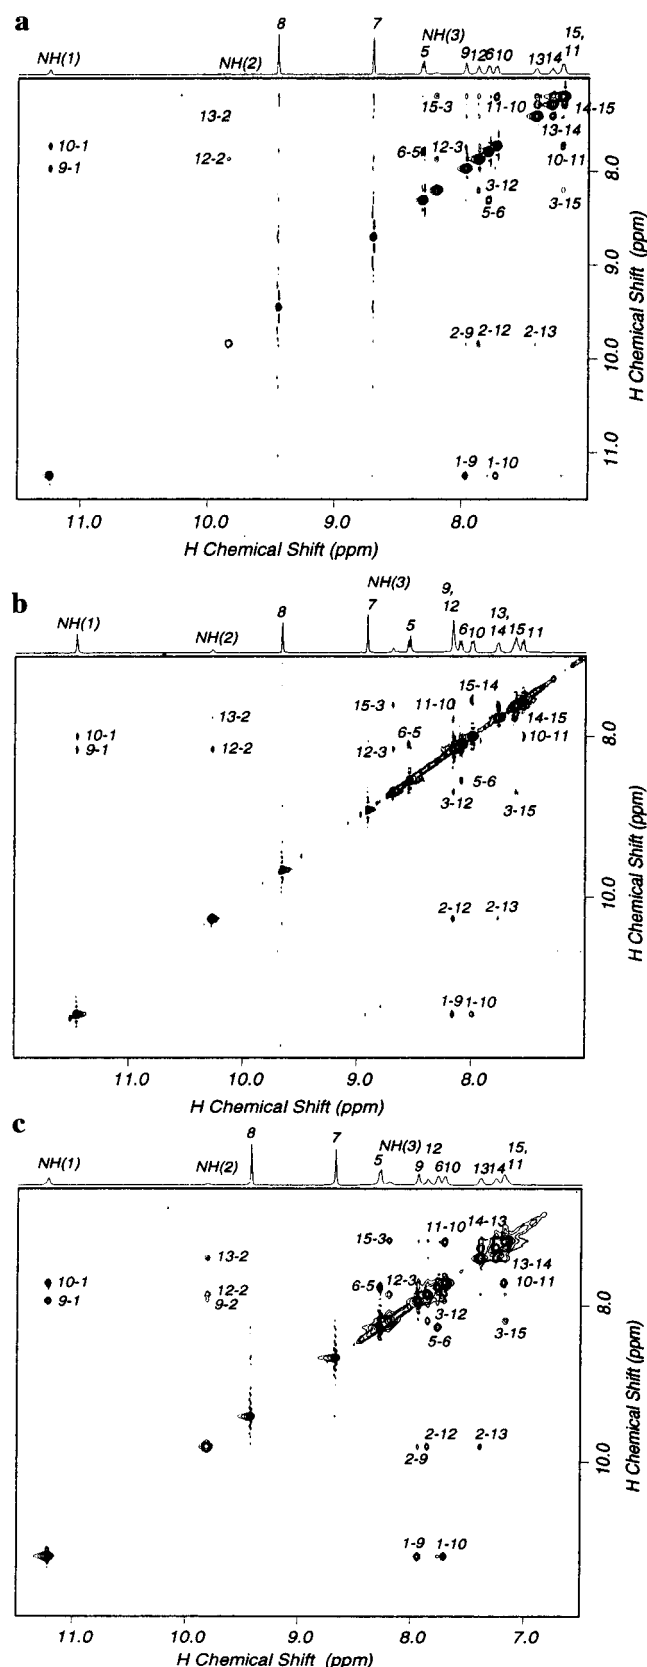 a
8
7
NH(3)
15,
5
9 12 6 10
13 14 11
NH(1)
NH(2)
13-2
15-3
11-10
14-15
10-1
12-2
6-5
12-3
13-14
9-1
3-12
10-11
5-6
3-15
8.0
9.0
2-9 2-12 2-13
10.0
1-9 1-10
11.0
H Chemical Shift (ppm)
11.0 10.0 9.0 8.0
H Chemical Shift (ppm)
b
NH(3)
9,
7
12
13,
NH(1)
NH(2)
8
5
6 10
14 15 11
15-14
13-2
15-3
11-10
14-15
10-1
6-5
10-11
9-1
12-2
12-3
5-6
3-12
3-15
8.0
2-12 2-13
10.0
1-9 1-10
H Chemical Shift (ppm)
11.0 10.0 9.0 8.0
H Chemical Shift (ppm)
c
8
7
NH(3) 12
15,
NH(1)
NH(2)
5
9
6 10
13 14 11
15-3
11-10 14-13
13-2
13-14
10-1
12-2
6-5
12-3
10-11
9-1
9-2
3-12
3-15
5-6
8.0
2-12 2-13
2-9
10.0
1-9 1-10
H Chemical Shift (ppm)
11.0 10.0 9.0 8.0 7.0
H Chemical Shift (ppm)